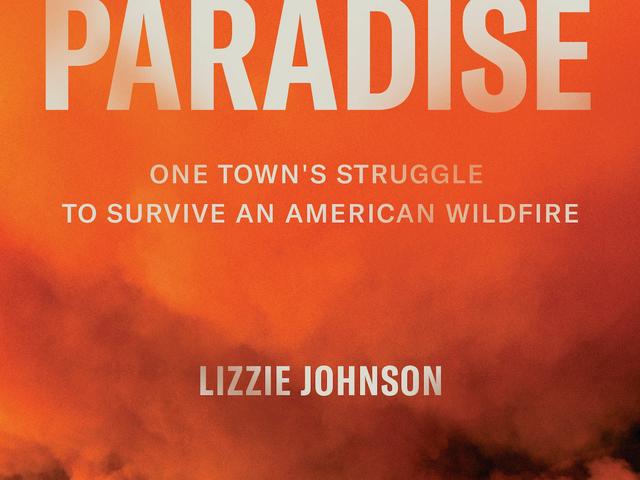 PARADISE
ONE TOWN'S STRUGGLE
TO SURVIVE AN AMERICAN WILDFIRE
LIZZIE JOHNSON